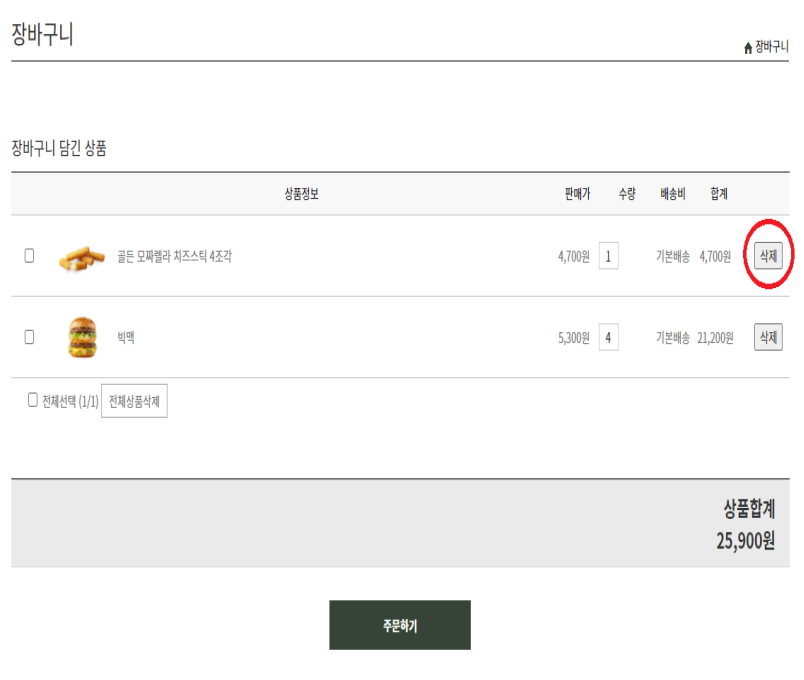 장바구니
장바구니
장바구니 담긴 상품
상품정보 판매가 수량 배송비 합계
골든 모짜렐라 치즈스틱 4조각 4,700원 1 기본배송 4,700원 삭제
빅맥 5,300원 4 기본배송 21,200원 삭제
전체선택 (1/1) 전체상품삭제
상품합계
25,900원
주문하기